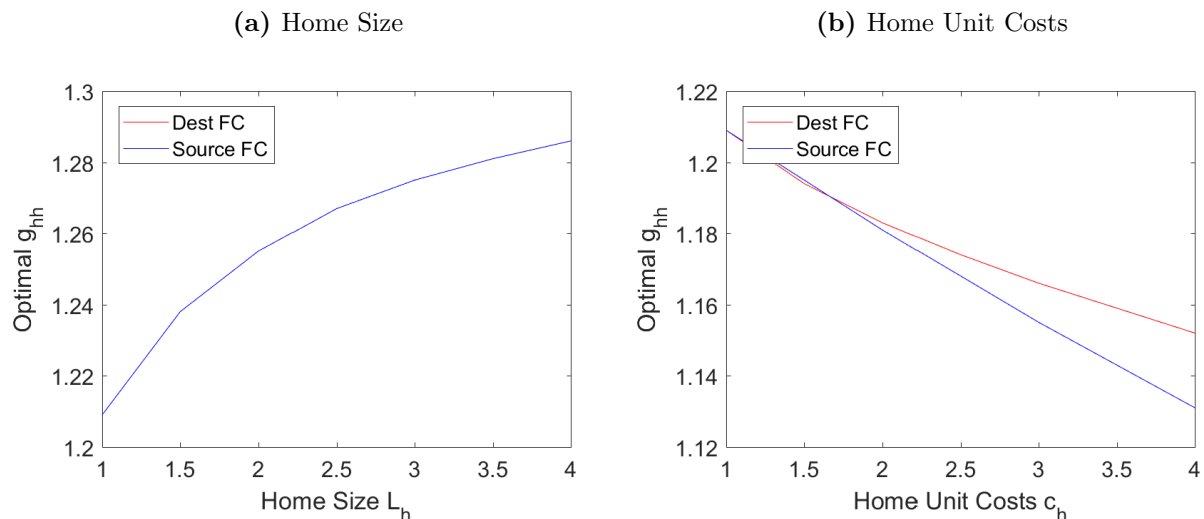 (a) Home Size
1.3
1.28
1.26
1.24
1.22
1.2
Optimal g_hh
Dest FC
Source FC
1 1.5 2 2.5 3 3.5 4
Home Size L_h
(b) Home Unit Costs
1.22
1.2
1.18
1.16
1.14
1.12
Optimal g_hh
Dest FC
Source FC
1 1.5 2 2.5 3 3.5 4
Home Unit Costs c_h